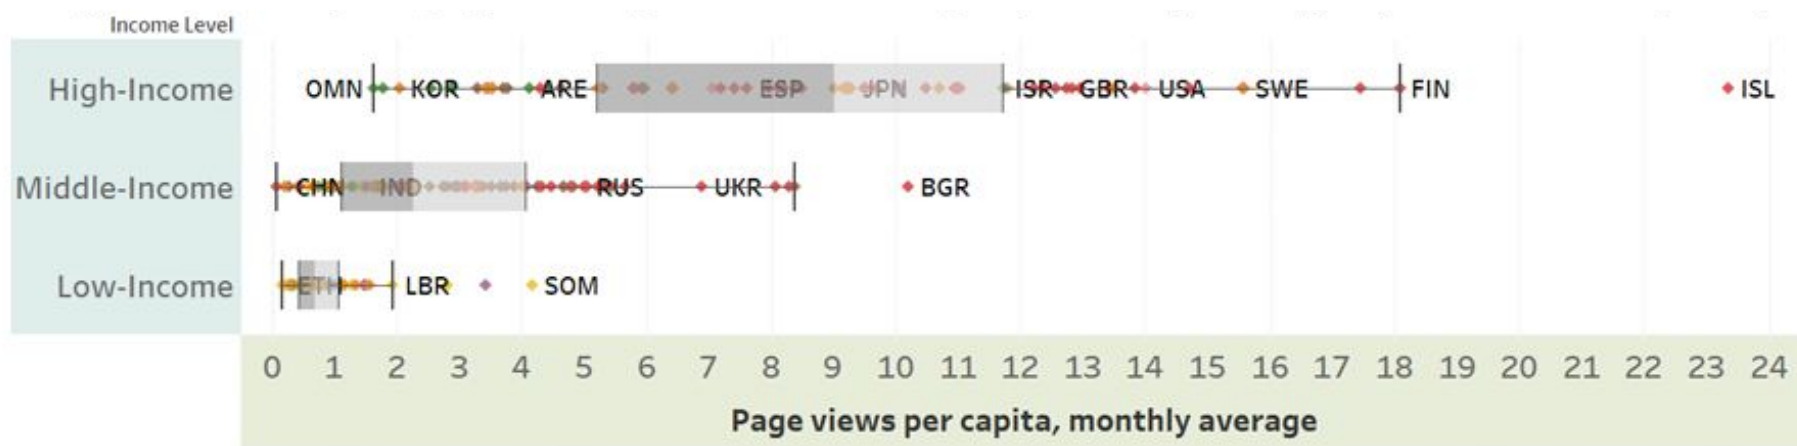 Income Level
High-Income OMN KOR ARE ESP JPN ISR GBR USA SWE FIN ISL
Middle-Income CHN IND RUS UKR BGR
Low-Income ETH LBR SOM
0 1 2 3 4 5 6 7 8 9 10 11 12 13 14 15 16 17 18 19 20 21 22 23 24
Page views per capita, monthly average